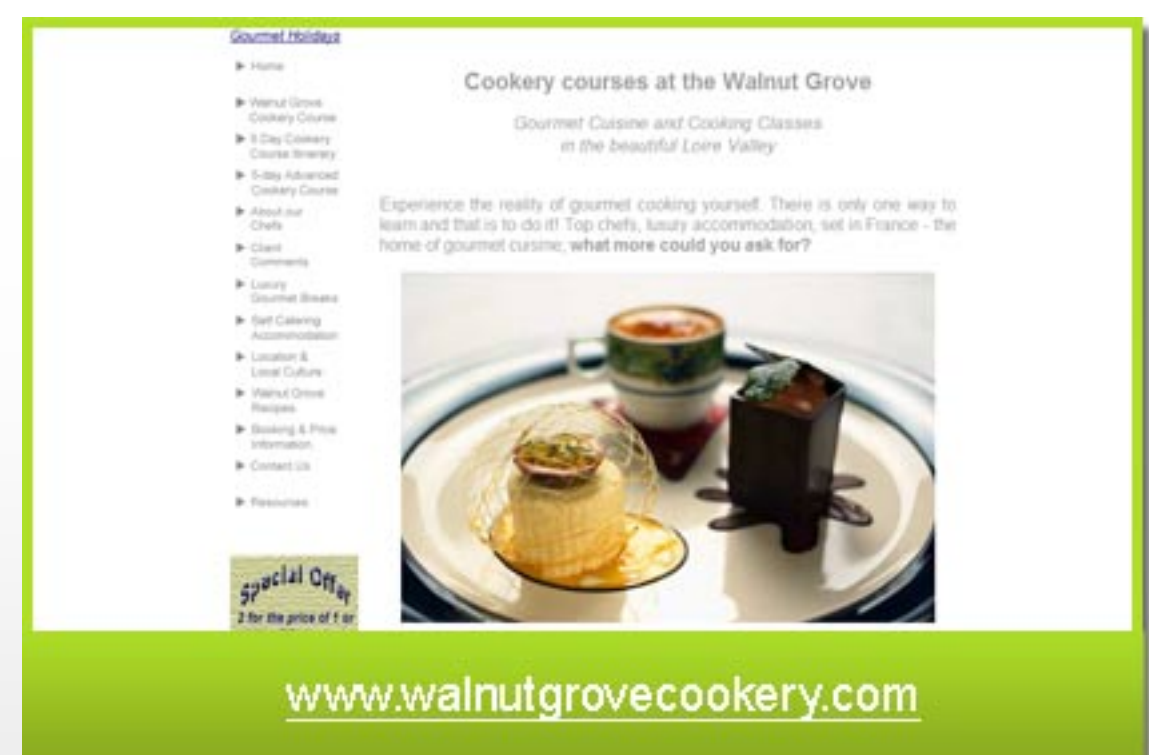 Gourmet Holidays
Home
Walnut Grove
Cookery Course
5 Day Cookery
Course Itinerary
5-day Advanced
Cookery Course
About our
Chefs
Client
Comments
Luxury
Gourmet Breaks
Self Catering
Accommodation
Location &
Local Culture
Walnut Grove
Recipes
Booking & Price
Information
Contact Us
Resources
Special Offer
2 for the price of 1 or
Cookery courses at the Walnut Grove
Gourmet Cuisine and Cooking Classes
in the beautiful Loire Valley
Experience the reality of gourmet cooking yourself. There is only one way to
learn and that is to do it! Top chefs, luxury accommodation, set in France - the
home of gourmet cuisine, what more could you ask for?
www.walnutgrovecookery.com